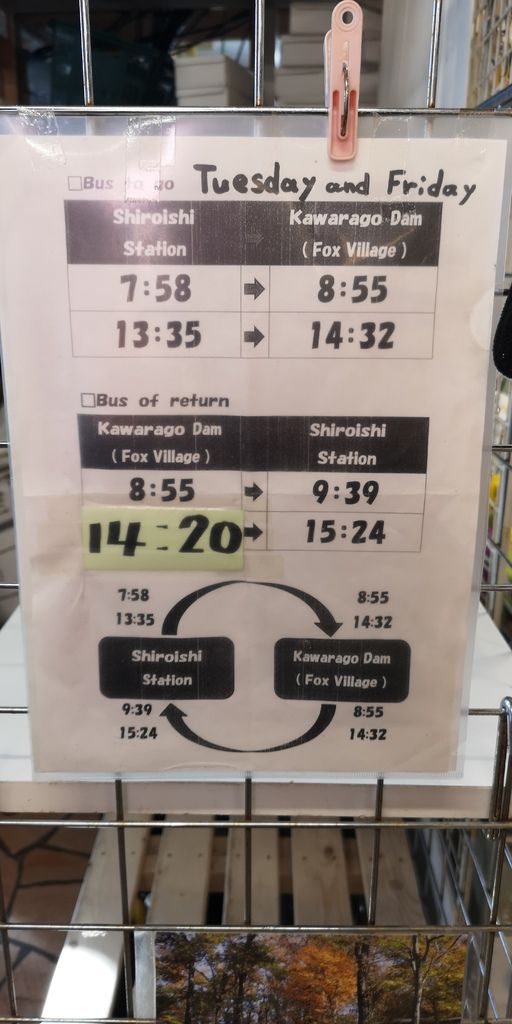 □Bus to go Tuesday and Friday
Shiroishi Station → Kawarago Dam (Fox Village)
7:58 → 8:55
13:35 → 14:32
□Bus of return
Kawarago Dam (Fox Village) Shiroishi Station
8:55 → 9:39
14:20 → 15:24
7:58 8:55
13:35 14:32
Shiroishi Station Kawarago Dam (Fox Village)
9:39 8:55
15:24 14:32